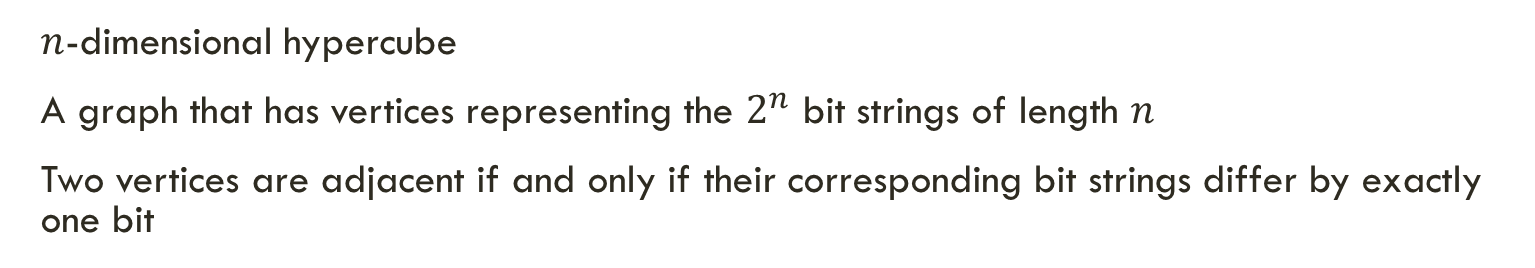 n-dimensional hypercube
A graph that has vertices representing the 2ⁿ bit strings of length n
Two vertices are adjacent if and only if their corresponding bit strings differ by exactly
one bit